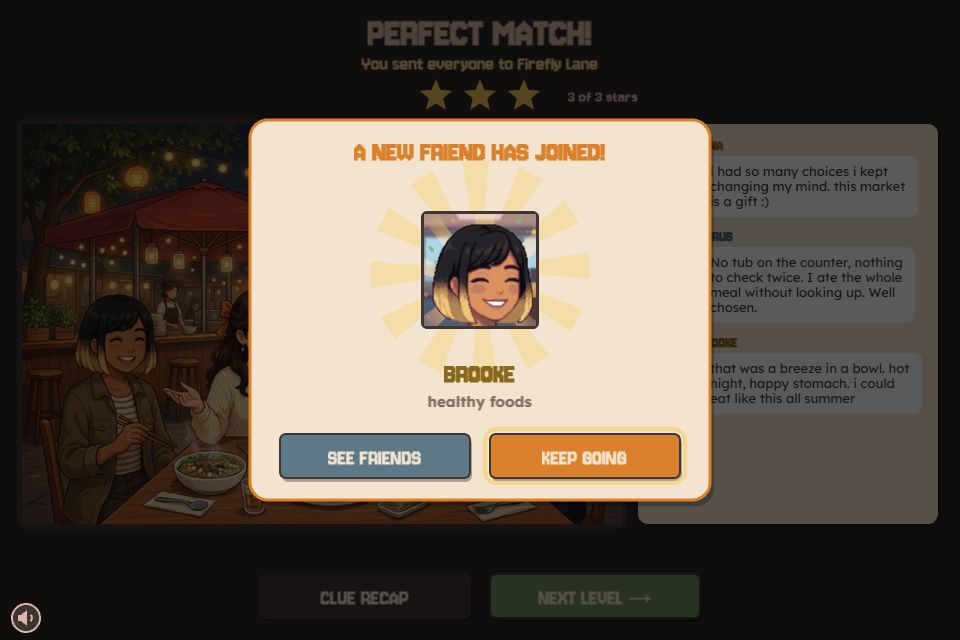 PERFECT MATCH!
You sent everyone to Firefly Lane
3 of 3 stars
A NEW FRIEND HAS JOINED!
BROOKE
healthy foods
SEE FRIENDS
KEEP GOING
i had so many choices i kept
changing my mind. this market
is a gift :)
No tub on the counter, nothing
to check twice. I ate the whole
meal without looking up. Well
chosen.
that was a breeze in a bowl. hot
night, happy stomach. i could
eat like this all summer
CLUE RECAP
NEXT LEVEL →